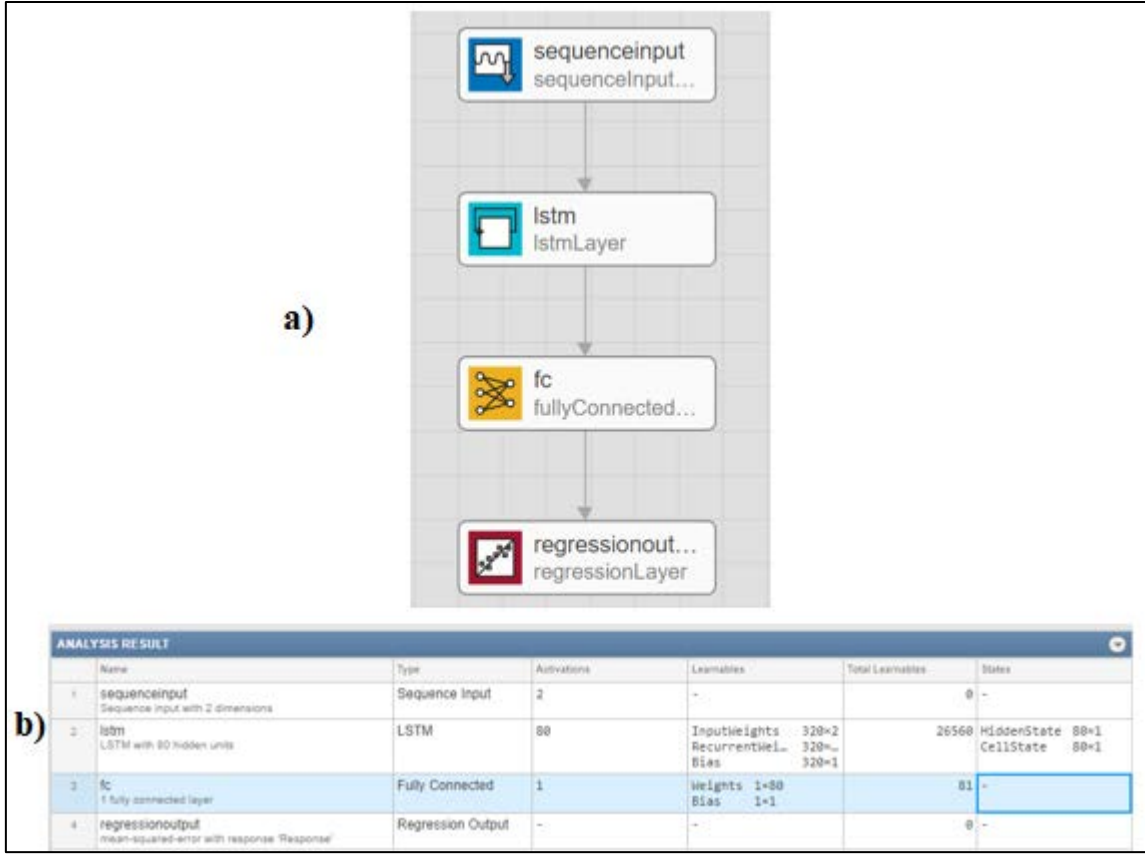 sequenceinput
sequenceInput...
lstm
lstmLayer
a)
fc
fullyConnected...
regressionout...
regressionLayer
b)
ANALYSIS RESULT
Name Type Activations Learnables Total Learnables States
1 sequenceinput Sequence Input 2 - 0 -
Sequence input with 2 dimensions
2 lstm LSTM 80 InputWeights 320×2 26560 HiddenState 80×1
LSTM with 80 hidden units RecurrentWei... 320×... CellState 80×1
Bias 320×1
3 fc Fully Connected 1 Weights 1×80 81 -
1 fully connected layer Bias 1×1
4 regressionoutput Regression Output - - 0 -
mean-squared-error with response 'Response'